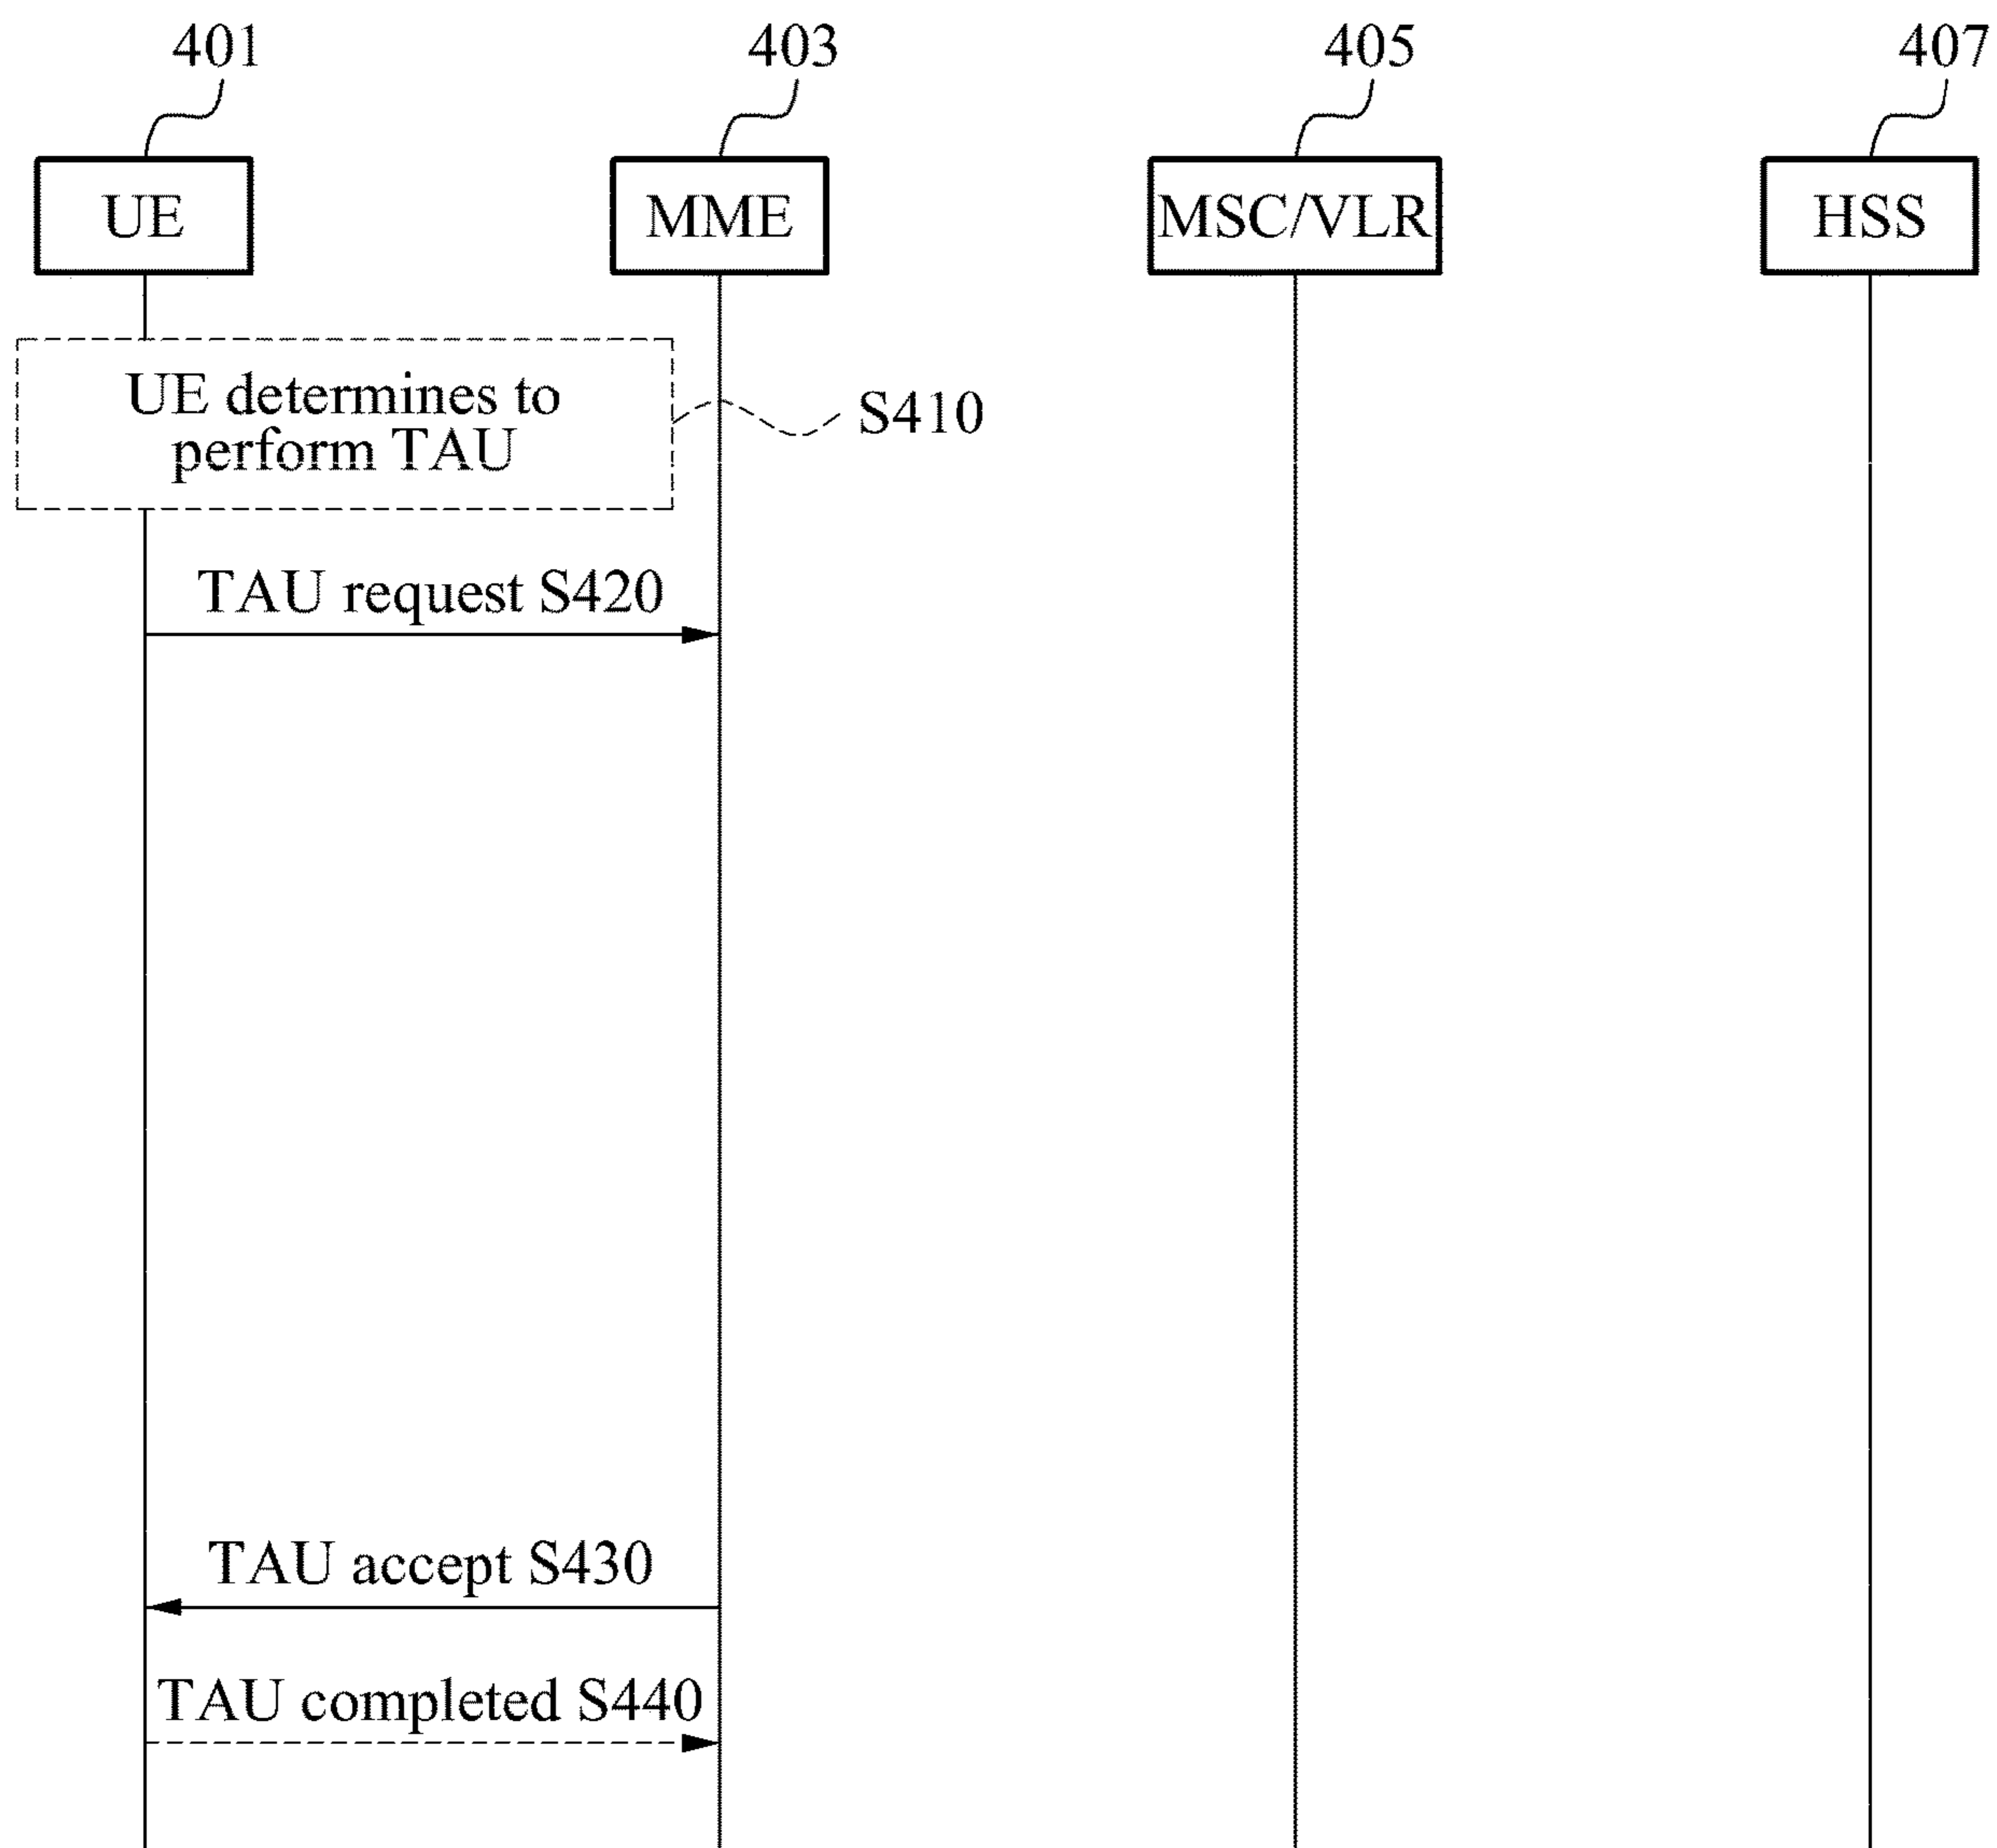 401
403
405
407
UE
MME
MSC/VLR
HSS
UE determines to
perform TAU
S410
TAU request S420
TAU accept S430
TAU completed S440